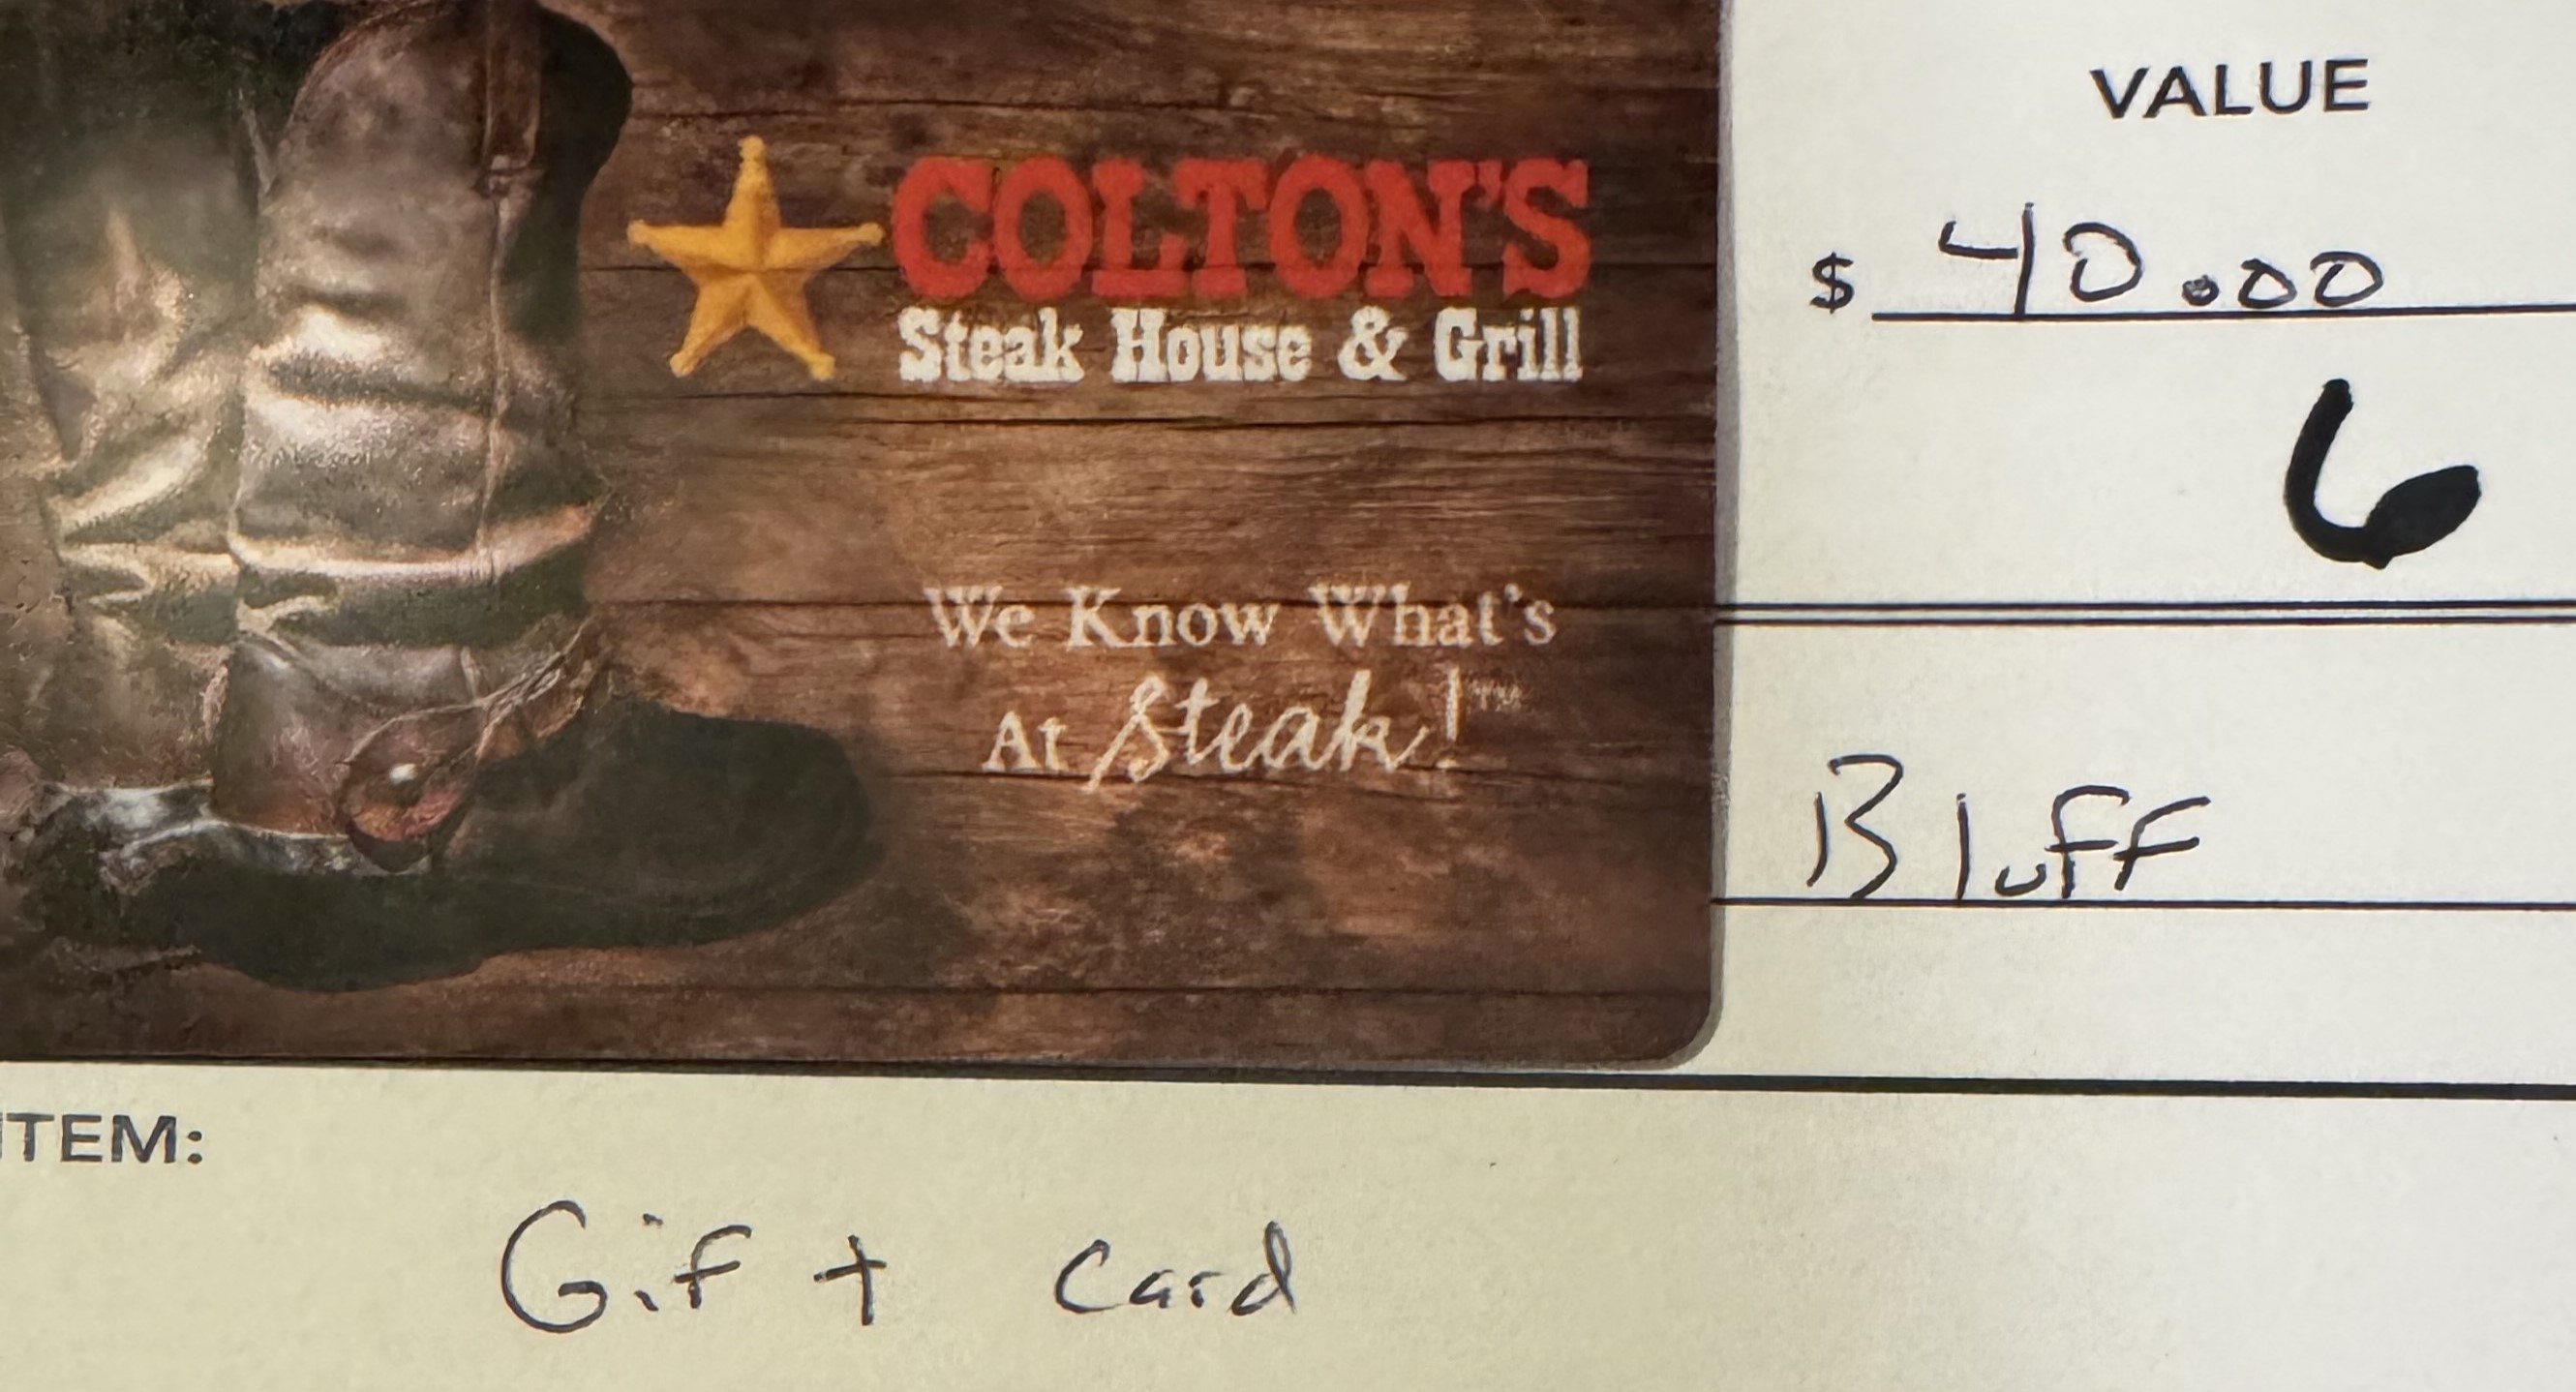 VALUE
$ 40.00
6
COLTON'S
Steak House & Grill
We Know What's
At Steak!
Bluff
ITEM:
Gift Card